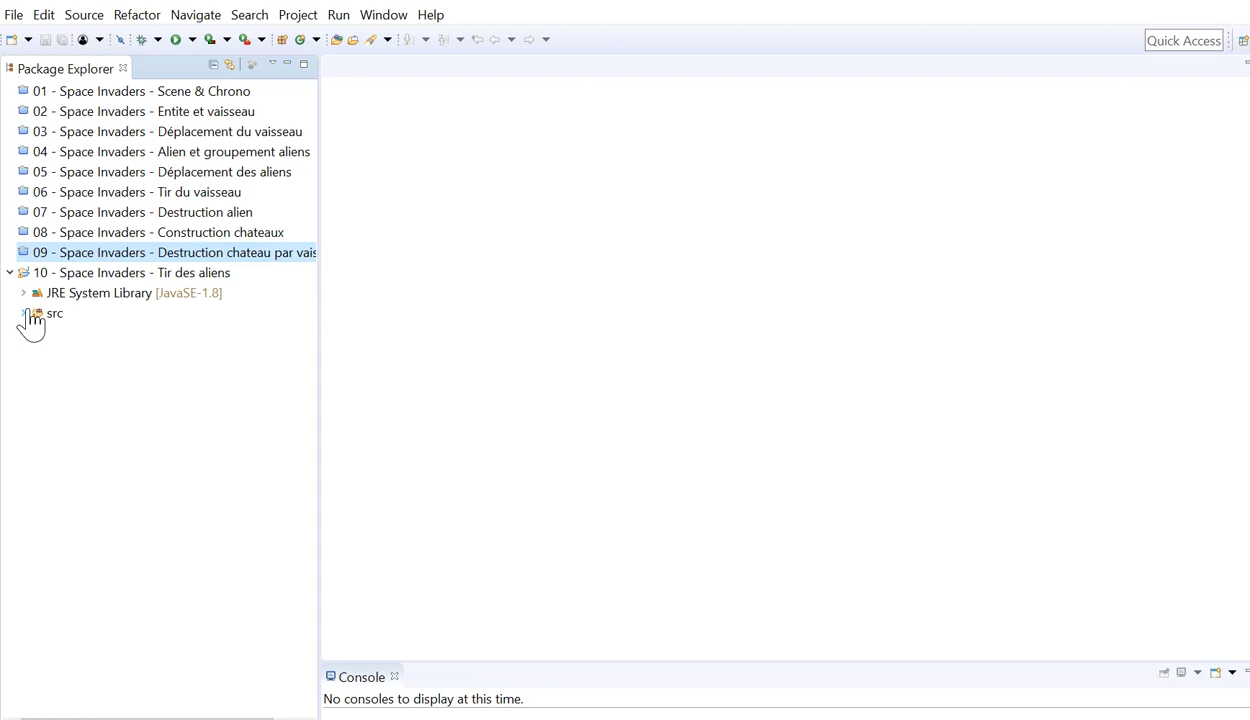 File Edit Source Refactor Navigate Search Project Run Window Help
Quick Access
Package Explorer
01 - Space Invaders - Scene & Chrono
02 - Space Invaders - Entite et vaisseau
03 - Space Invaders - Déplacement du vaisseau
04 - Space Invaders - Alien et groupement aliens
05 - Space Invaders - Déplacement des aliens
06 - Space Invaders - Tir du vaisseau
07 - Space Invaders - Destruction alien
08 - Space Invaders - Construction chateaux
09 - Space Invaders - Destruction chateau par vais
10 - Space Invaders - Tir des aliens
JRE System Library [JavaSE-1.8]
src
Console
No consoles to display at this time.